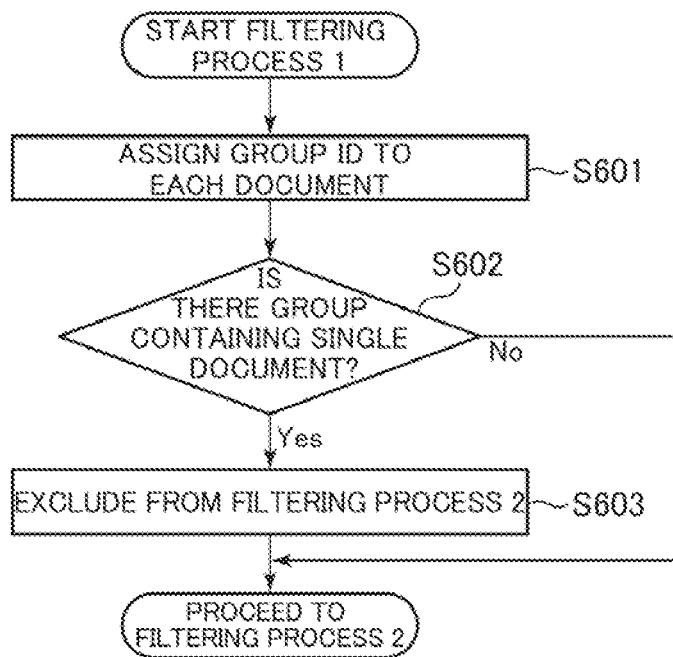 START FILTERING
PROCESS 1
ASSIGN GROUP ID TO
EACH DOCUMENT
S601
IS
THERE GROUP
CONTAINING SINGLE
DOCUMENT?
S602
No
Yes
EXCLUDE FROM FILTERING PROCESS 2
S603
PROCEED TO
FILTERING PROCESS 2